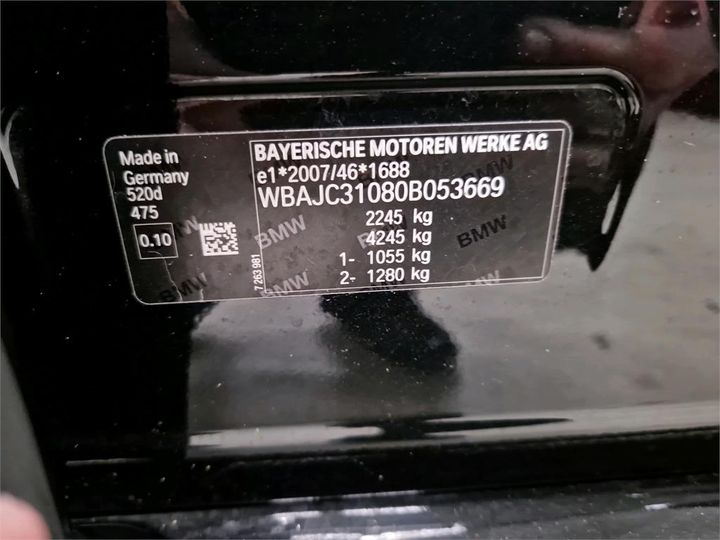 Made in
Germany
520d
475
0.10
7 263 981
BAYERISCHE MOTOREN WERKE AG
e1*2007/46*1688
WBAJC31080B053669
2245 kg
4245 kg
1- 1055 kg
2- 1280 kg
BMW
BMW
BMW
BMW